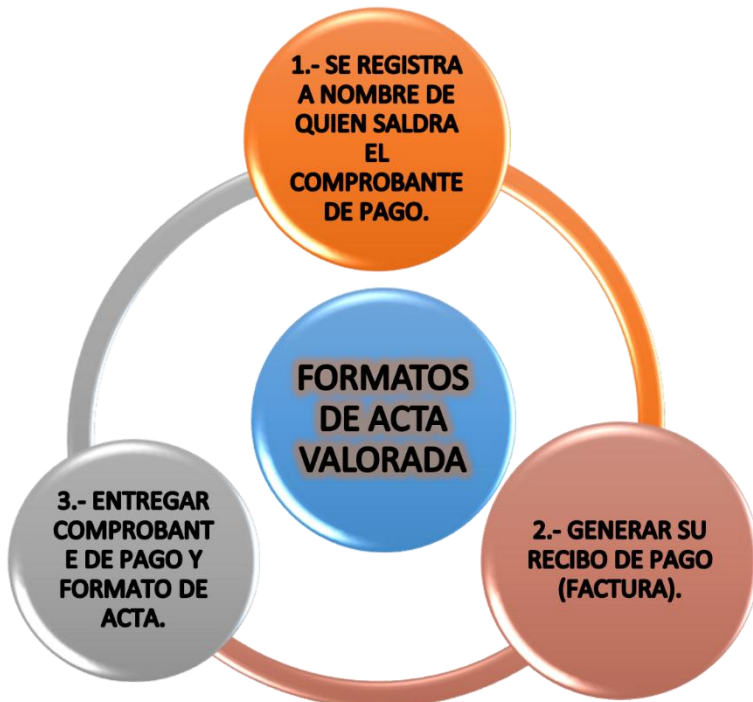 1.- SE REGISTRA
A NOMBRE DE
QUIEN SALDRA
EL
COMPROBANTE
DE PAGO.
FORMATOS
DE ACTA
VALORADA
2.- GENERAR SU
RECIBO DE PAGO
(FACTURA).
3.- ENTREGAR
COMPROBANT
E DE PAGO Y
FORMATO DE
ACTA.